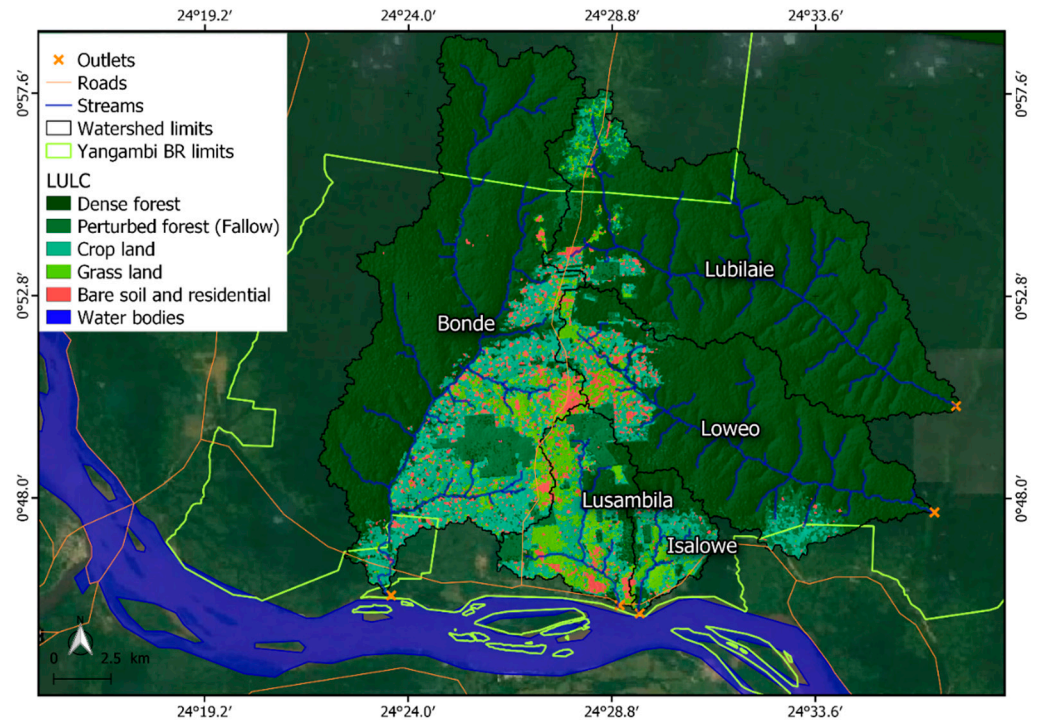 24°19.2′ 24°24.0′ 24°28.8′ 24°33.6′
0°57.6′
0°52.8′
0°48.0′
Outlets
Roads
Streams
Watershed limits
Yangambi BR limits
LULC
Dense forest
Perturbed forest (Fallow)
Crop land
Grass land
Bare soil and residential
Water bodies
Lubilaie
Bonde
Loweo
Lusambila
Isalowe
0°57.6′
0°52.8′
0°48.0′
N
0 2.5 km
24°19.2′ 24°24.0′ 24°28.8′ 24°33.6′